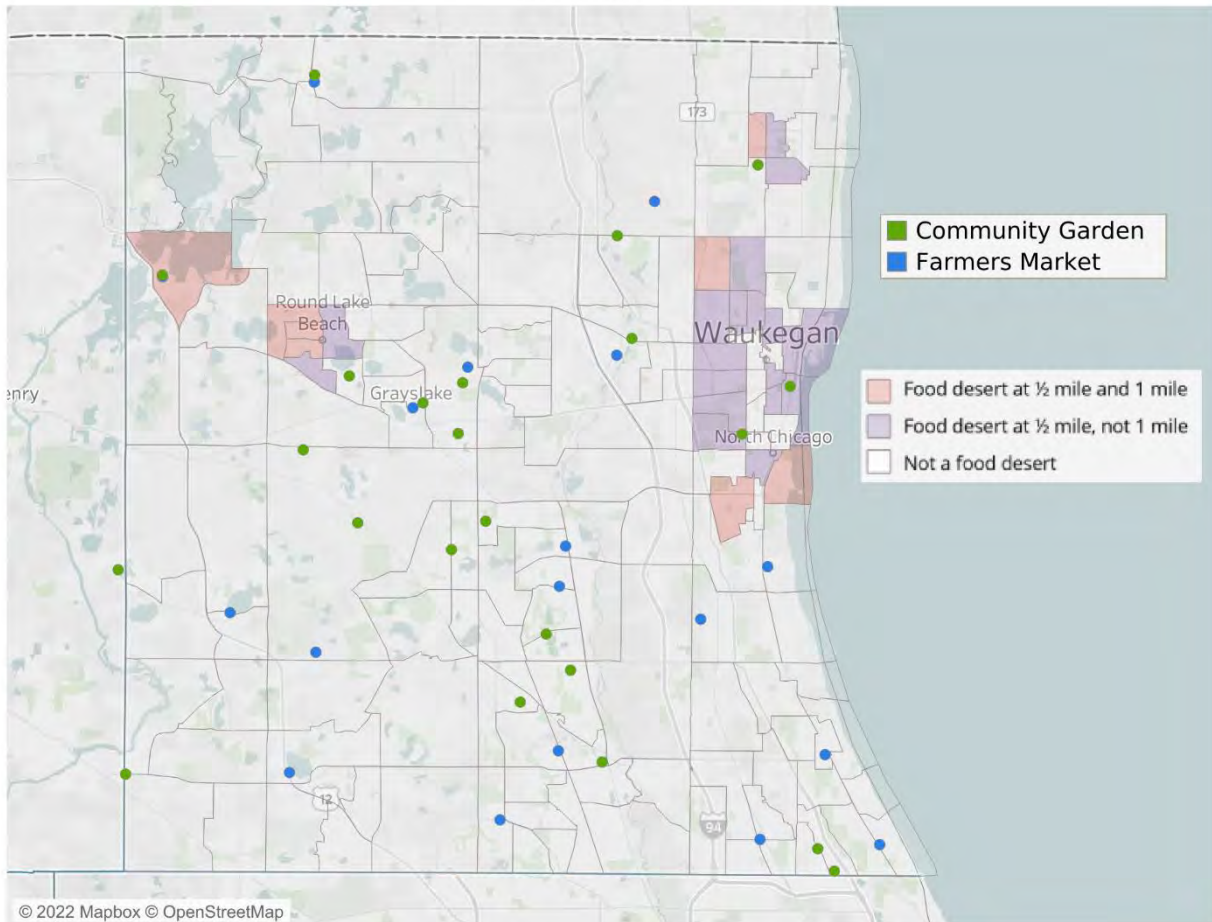 173
Community Garden
Farmers Market
Round Lake
Beach
Waukegan
enry
Grayslake
Food desert at ½ mile and 1 mile
Food desert at ½ mile, not 1 mile
Not a food desert
North Chicago
12
94
© 2022 Mapbox © OpenStreetMap